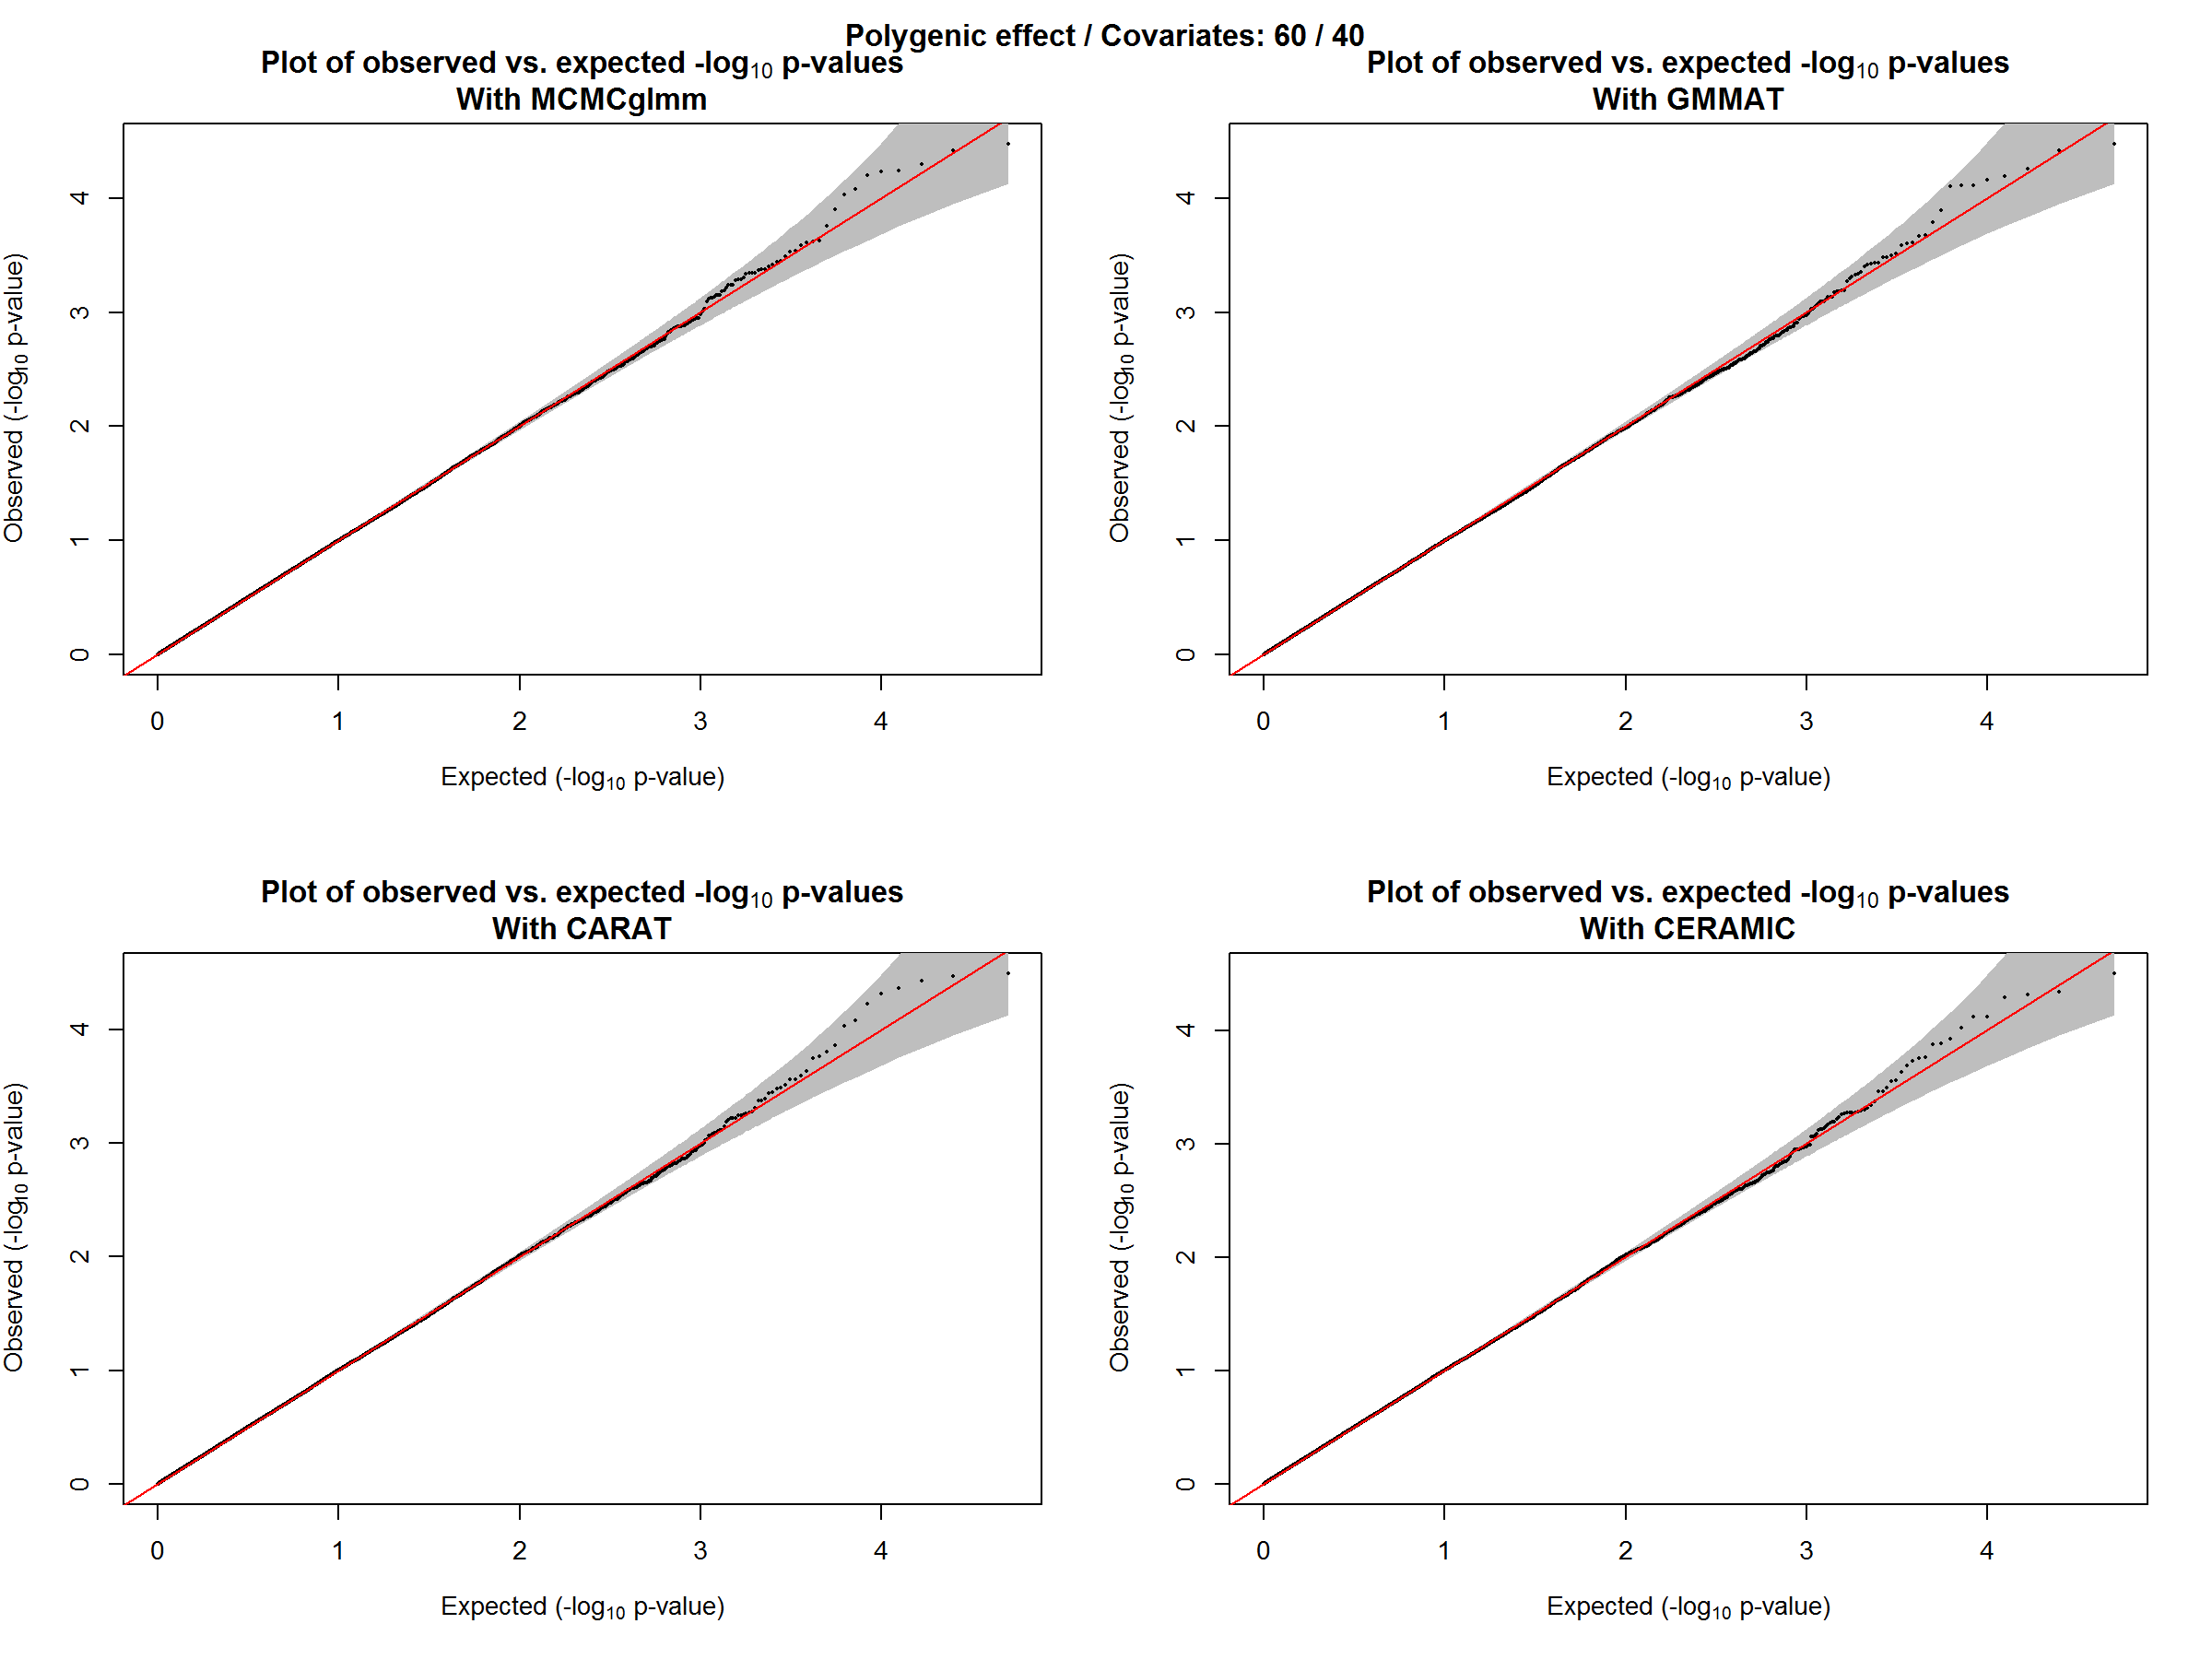 Polygenic effect / Covariates: 60 / 40
Plot of observed vs. expected -log10 p-values
With MCMCglmm
Observed (-log10 p-value)
4
3
2
1
0
0 1 2 3 4
Expected (-log10 p-value)
Plot of observed vs. expected -log10 p-values
With GMMAT
Observed (-log10 p-value)
4
3
2
1
0
0 1 2 3 4
Expected (-log10 p-value)
Plot of observed vs. expected -log10 p-values
With CARAT
Observed (-log10 p-value)
4
3
2
1
0
0 1 2 3 4
Expected (-log10 p-value)
Plot of observed vs. expected -log10 p-values
With CERAMIC
Observed (-log10 p-value)
4
3
2
1
0
0 1 2 3 4
Expected (-log10 p-value)